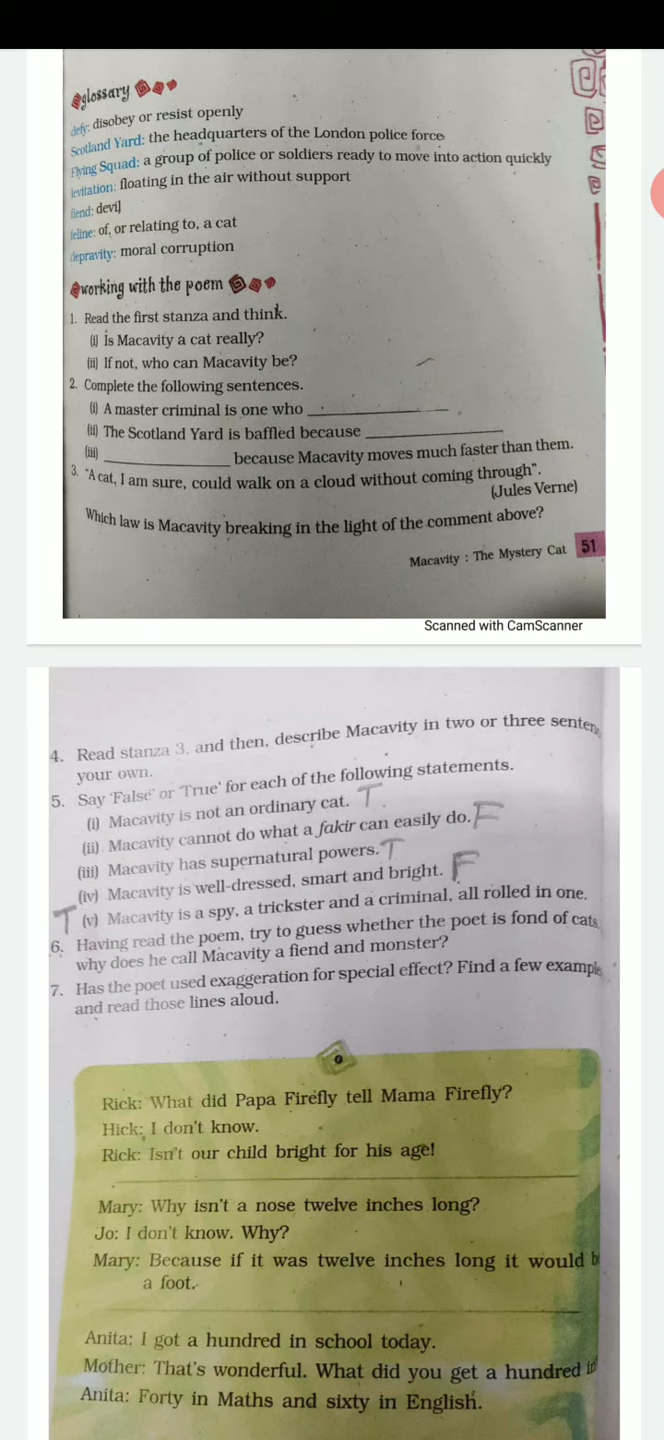 glossary
defy: disobey or resist openly
Scotland Yard: the headquarters of the London police force
Flying Squad: a group of police or soldiers ready to move into action quickly
levitation: floating in the air without support
fiend: devil
feline: of, or relating to, a cat
depravity: moral corruption
working with the poem
1. Read the first stanza and think.
(i) Is Macavity a cat really?
(ii) If not, who can Macavity be?
2. Complete the following sentences.
(i) A master criminal is one who ____________
(ii) The Scotland Yard is baffled because ____________
(iii) ____________ because Macavity moves much faster than them.
3. "A cat, I am sure, could walk on a cloud without coming through".
(Jules Verne)
Which law is Macavity breaking in the light of the comment above?
Macavity : The Mystery Cat 51
Scanned with CamScanner
4. Read stanza 3, and then, describe Macavity in two or three senten
your own.
5. Say 'False' or 'True' for each of the following statements.
(i) Macavity is not an ordinary cat. T.
(ii) Macavity cannot do what a fakir can easily do. F
(iii) Macavity has supernatural powers. T
(iv) Macavity is well-dressed, smart and bright. F
T (v) Macavity is a spy, a trickster and a criminal, all rolled in one.
6. Having read the poem, try to guess whether the poet is fond of cats
why does he call Macavity a fiend and monster?
7. Has the poet used exaggeration for special effect? Find a few example
and read those lines aloud.
Rick: What did Papa Firefly tell Mama Firefly?
Hick: I don't know.
Rick: Isn't our child bright for his age!
Mary: Why isn't a nose twelve inches long?
Jo: I don't know. Why?
Mary: Because if it was twelve inches long it would b
a foot.
Anita: I got a hundred in school today.
Mother: That's wonderful. What did you get a hundred in
Anita: Forty in Maths and sixty in English.